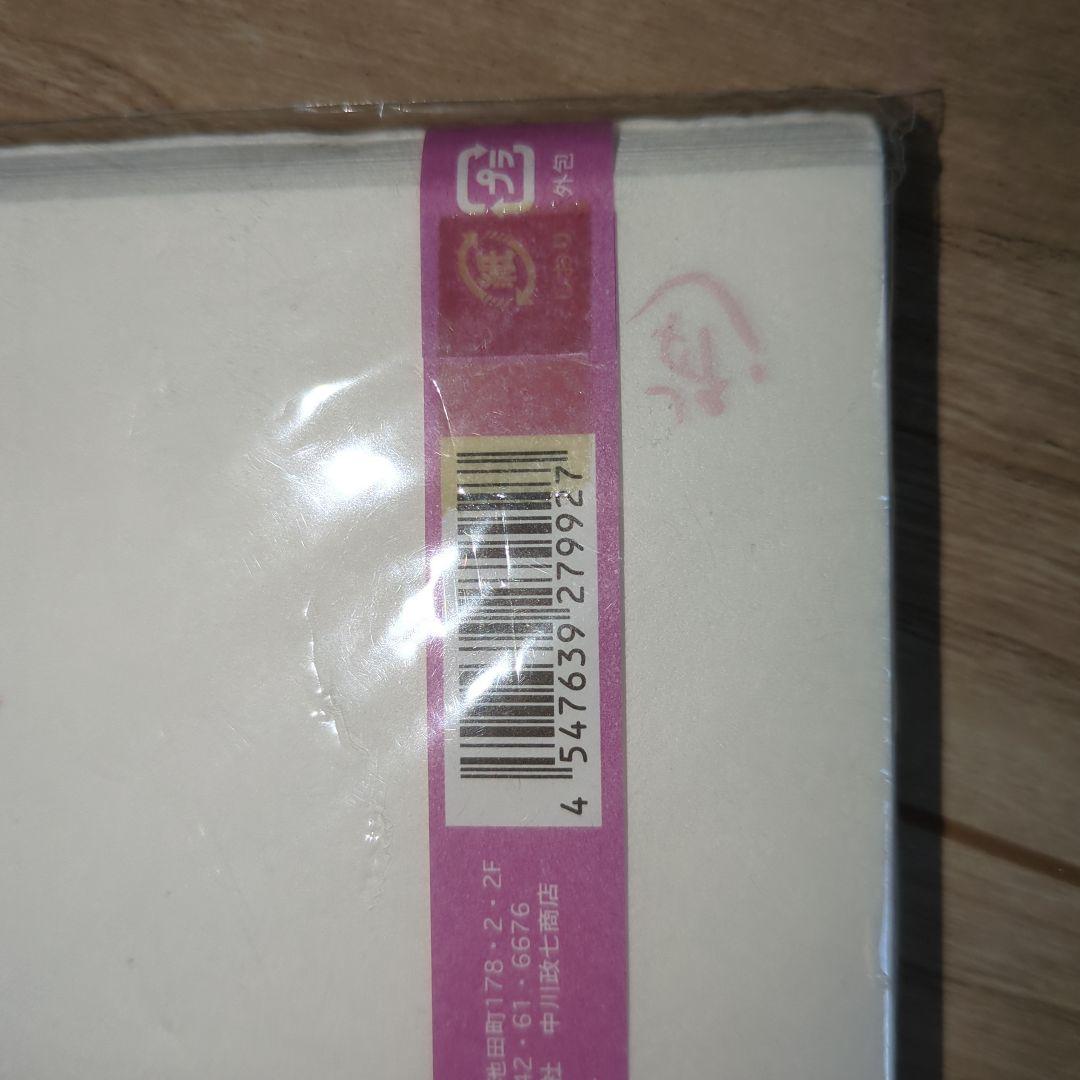 プラ
外包
紙
しおり
4 547639 279927
池田町178・2・2F
42・61・6676
社 中川政七商店